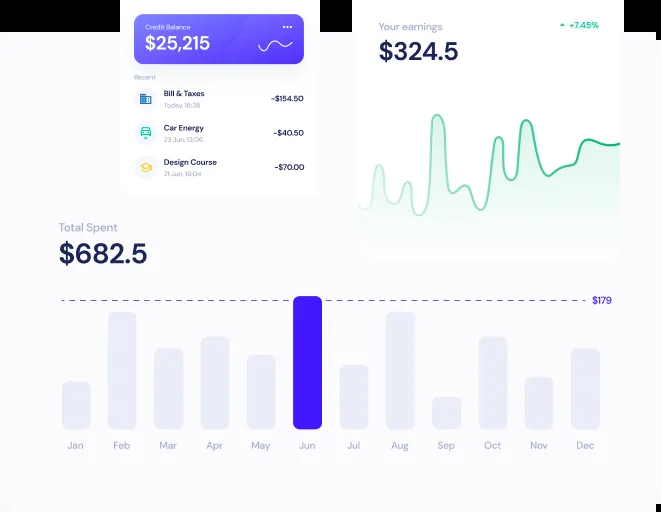 Credit Balance
$25,215
Recent
Bill & Taxes
Today, 16:36
-$154.50
Car Energy
23 Jun, 13:06
-$40.50
Design Course
21 Jun, 19:04
-$70.00
Your earnings
+7.45%
$324.5
Total Spent
$682.5
$179
Jan Feb Mar Apr May Jun Jul Aug Sep Oct Nov Dec